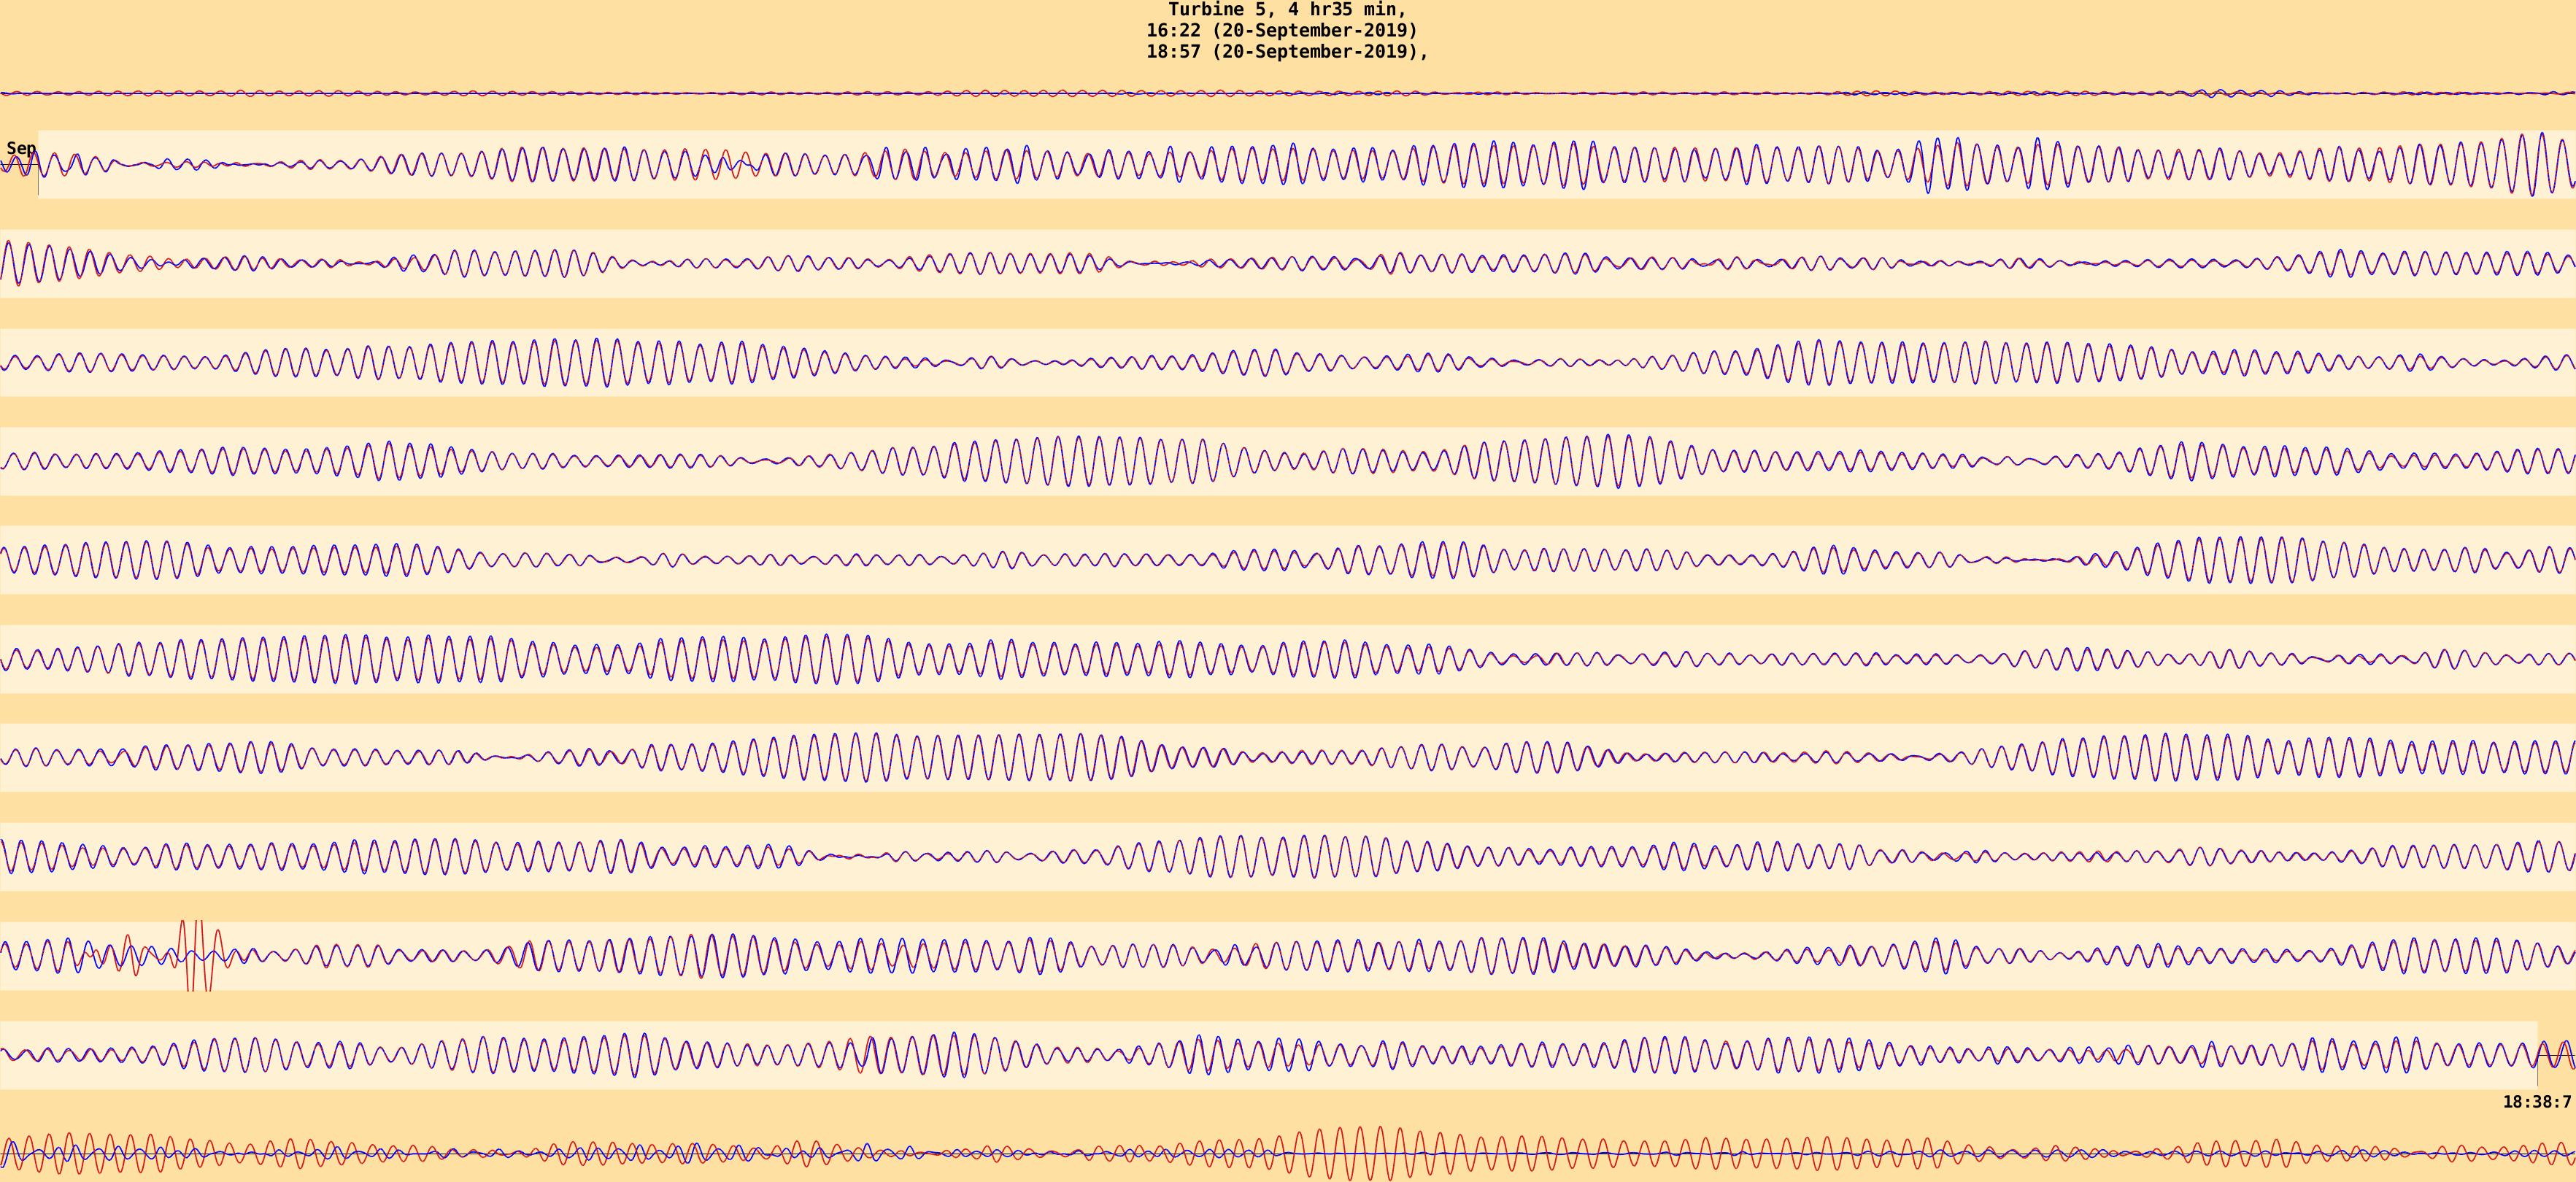 Turbine 5, 4 hr35 min,
16:22 (20-September-2019)
18:57 (20-September-2019),
Sep
18:38:7